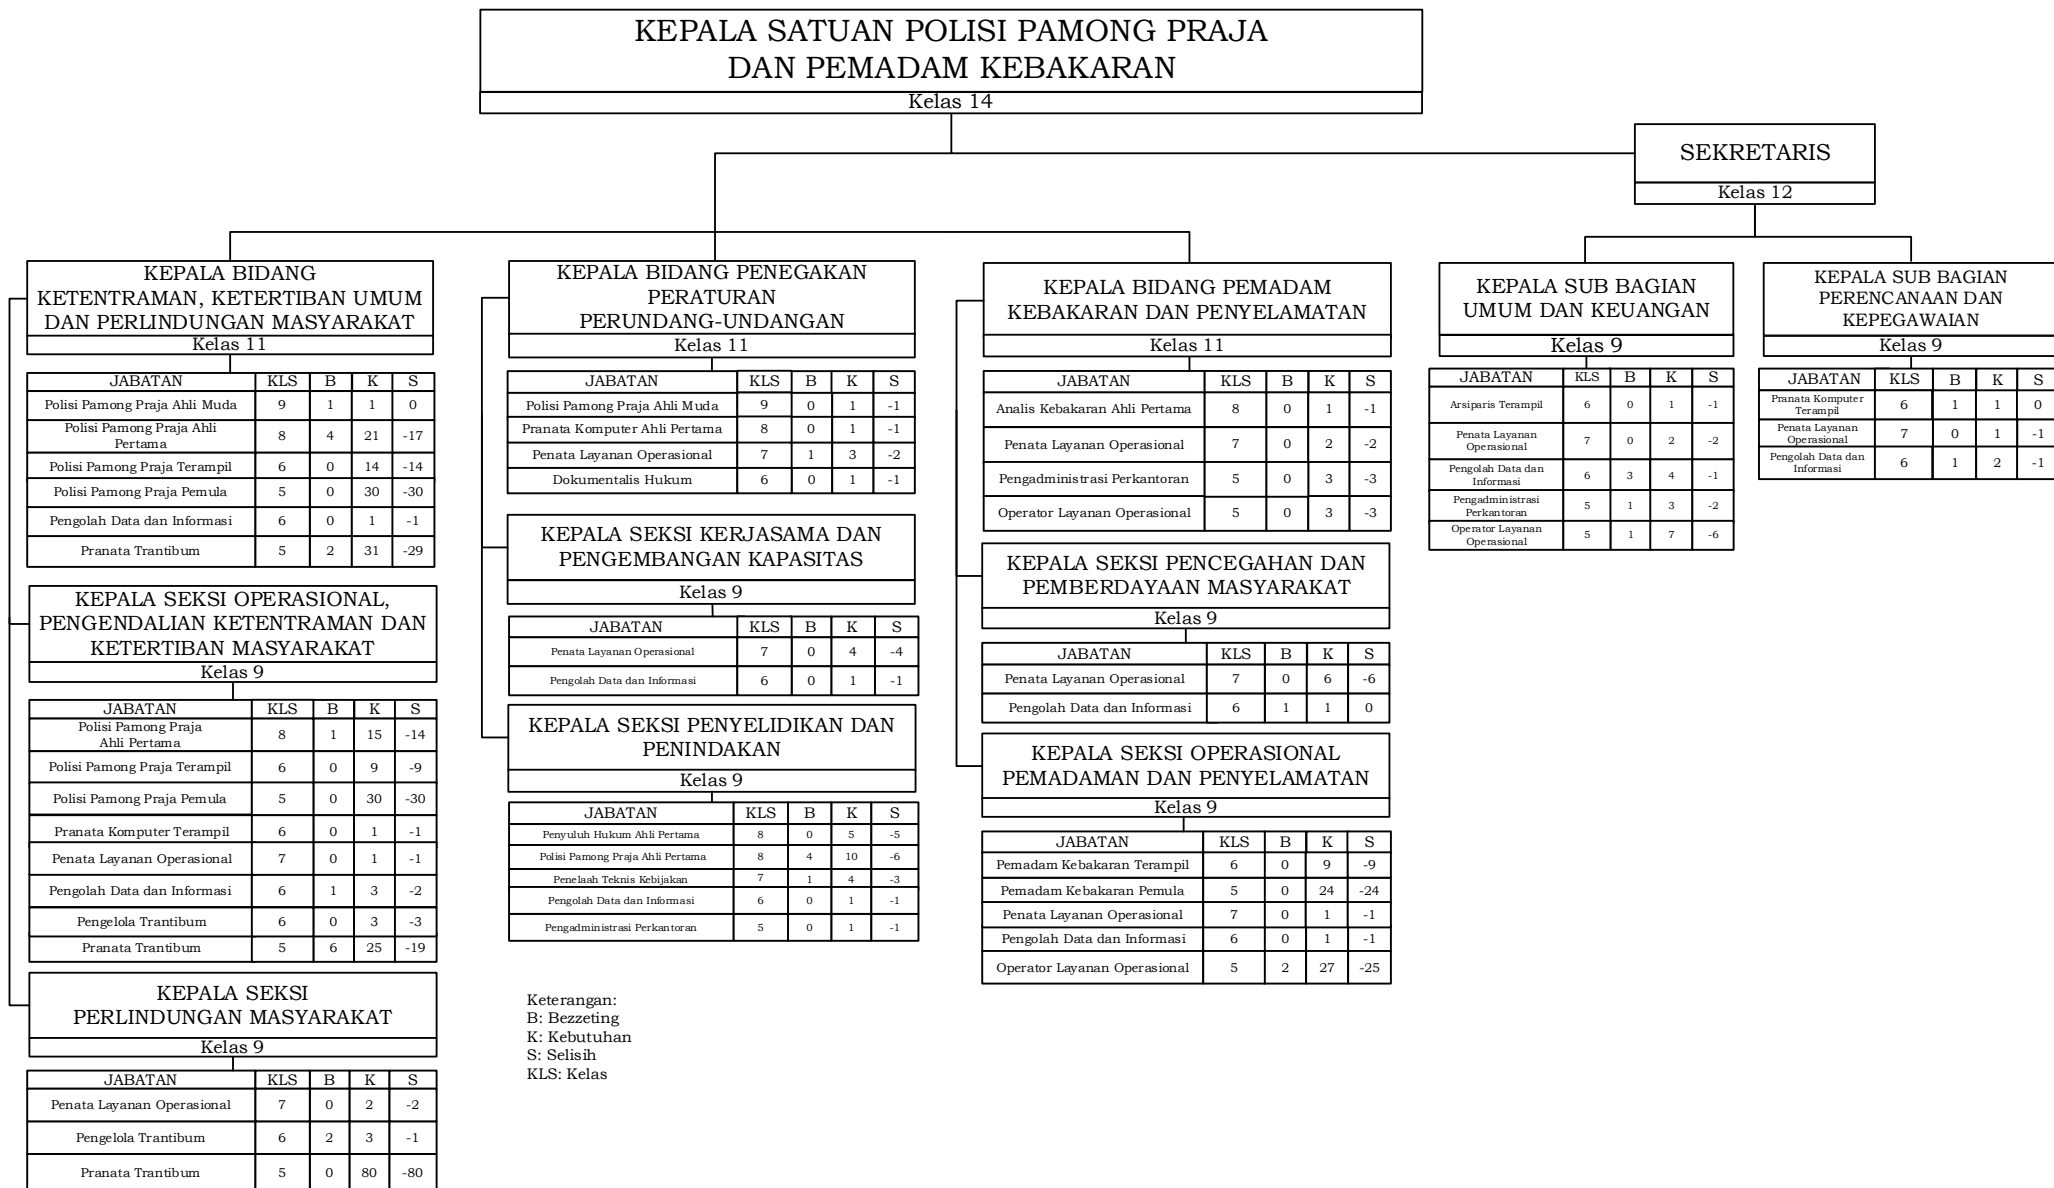 KEPALA SATUAN POLISI PAMONG PRAJA
DAN PEMADAM KEBAKARAN
Kelas 14
SEKRETARIS
Kelas 12
KEPALA BIDANG
KETENTRAMAN, KETERTIBAN UMUM
DAN PERLINDUNGAN MASYARAKAT
Kelas 11
JABATAN KLS B K S
Polisi Pamong Praja Ahli Muda 9 1 1 0
Polisi Pamong Praja Ahli
Pertama 8 4 21 -17
Polisi Pamong Praja Terampil 6 0 14 -14
Polisi Pamong Praja Pemula 5 0 30 -30
Pengolah Data dan Informasi 6 0 1 -1
Pranata Trantibum 5 2 31 -29
KEPALA SEKSI OPERASIONAL,
PENGENDALIAN KETENTRAMAN DAN
KETERTIBAN MASYARAKAT
Kelas 9
JABATAN KLS B K S
Polisi Pamong Praja
Ahli Pertama 8 1 15 -14
Polisi Pamong Praja Terampil 6 0 9 -9
Polisi Pamong Praja Pemula 5 0 30 -30
Pranata Komputer Terampil 6 0 1 -1
Penata Layanan Operasional 7 0 1 -1
Pengolah Data dan Informasi 6 1 3 -2
Pengelola Trantibum 6 0 3 -3
Pranata Trantibum 5 6 25 -19
KEPALA SEKSI
PERLINDUNGAN MASYARAKAT
Kelas 9
JABATAN KLS B K S
Penata Layanan Operasional 7 0 2 -2
Pengelola Trantibum 6 2 3 -1
Pranata Trantibum 5 0 80 -80
KEPALA BIDANG PENEGAKAN
PERATURAN
PERUNDANG-UNDANGAN
Kelas 11
JABATAN KLS B K S
Polisi Pamong Praja Ahli Muda 9 0 1 -1
Pranata Komputer Ahli Pertama 8 0 1 -1
Penata Layanan Operasional 7 1 3 -2
Dokumentalis Hukum 6 0 1 -1
KEPALA SEKSI KERJASAMA DAN
PENGEMBANGAN KAPASITAS
Kelas 9
JABATAN KLS B K S
Penata Layanan Operasional 7 0 4 -4
Pengolah Data dan Informasi 6 0 1 -1
KEPALA SEKSI PENYELIDIKAN DAN
PENINDAKAN
Kelas 9
JABATAN KLS B K S
Penyuluh Hukum Ahli Pertama 8 0 5 -5
Polisi Pamong Praja Ahli Pertama 8 4 10 -6
Penelaah Teknis Kebijakan 7 1 4 -3
Pengolah Data dan Informasi 6 0 1 -1
Pengadministrasi Perkantoran 5 0 1 -1
Keterangan:
B: Bezzeting
K: Kebutuhan
S: Selisih
KLS: Kelas
KEPALA BIDANG PEMADAM
KEBAKARAN DAN PENYELAMATAN
Kelas 11
JABATAN KLS B K S
Analis Kebakaran Ahli Pertama 8 0 1 -1
Penata Layanan Operasional 7 0 2 -2
Pengadministrasi Perkantoran 5 0 3 -3
Operator Layanan Operasional 5 0 3 -3
KEPALA SEKSI PENCEGAHAN DAN
PEMBERDAYAAN MASYARAKAT
Kelas 9
JABATAN KLS B K S
Penata Layanan Operasional 7 0 6 -6
Pengolah Data dan Informasi 6 1 1 0
KEPALA SEKSI OPERASIONAL
PEMADAMAN DAN PENYELAMATAN
Kelas 9
JABATAN KLS B K S
Pemadam Kebakaran Terampil 6 0 9 -9
Pemadam Kebakaran Pemula 5 0 24 -24
Penata Layanan Operasional 7 0 1 -1
Pengolah Data dan Informasi 6 0 1 -1
Operator Layanan Operasional 5 2 27 -25
KEPALA SUB BAGIAN
UMUM DAN KEUANGAN
Kelas 9
JABATAN KLS B K S
Arsiparis Terampil 6 0 1 -1
Penata Layanan
Operasional 7 0 2 -2
Pengolah Data dan
Informasi 6 3 4 -1
Pengadministrasi
Perkantoran 5 1 3 -2
Operator Layanan
Operasional 5 1 7 -6
KEPALA SUB BAGIAN
PERENCANAAN DAN
KEPEGAWAIAN
Kelas 9
JABATAN KLS B K S
Pranata Komputer
Terampil 6 1 1 0
Penata Layanan
Operasional 7 0 1 -1
Pengolah Data dan
Informasi 6 1 2 -1